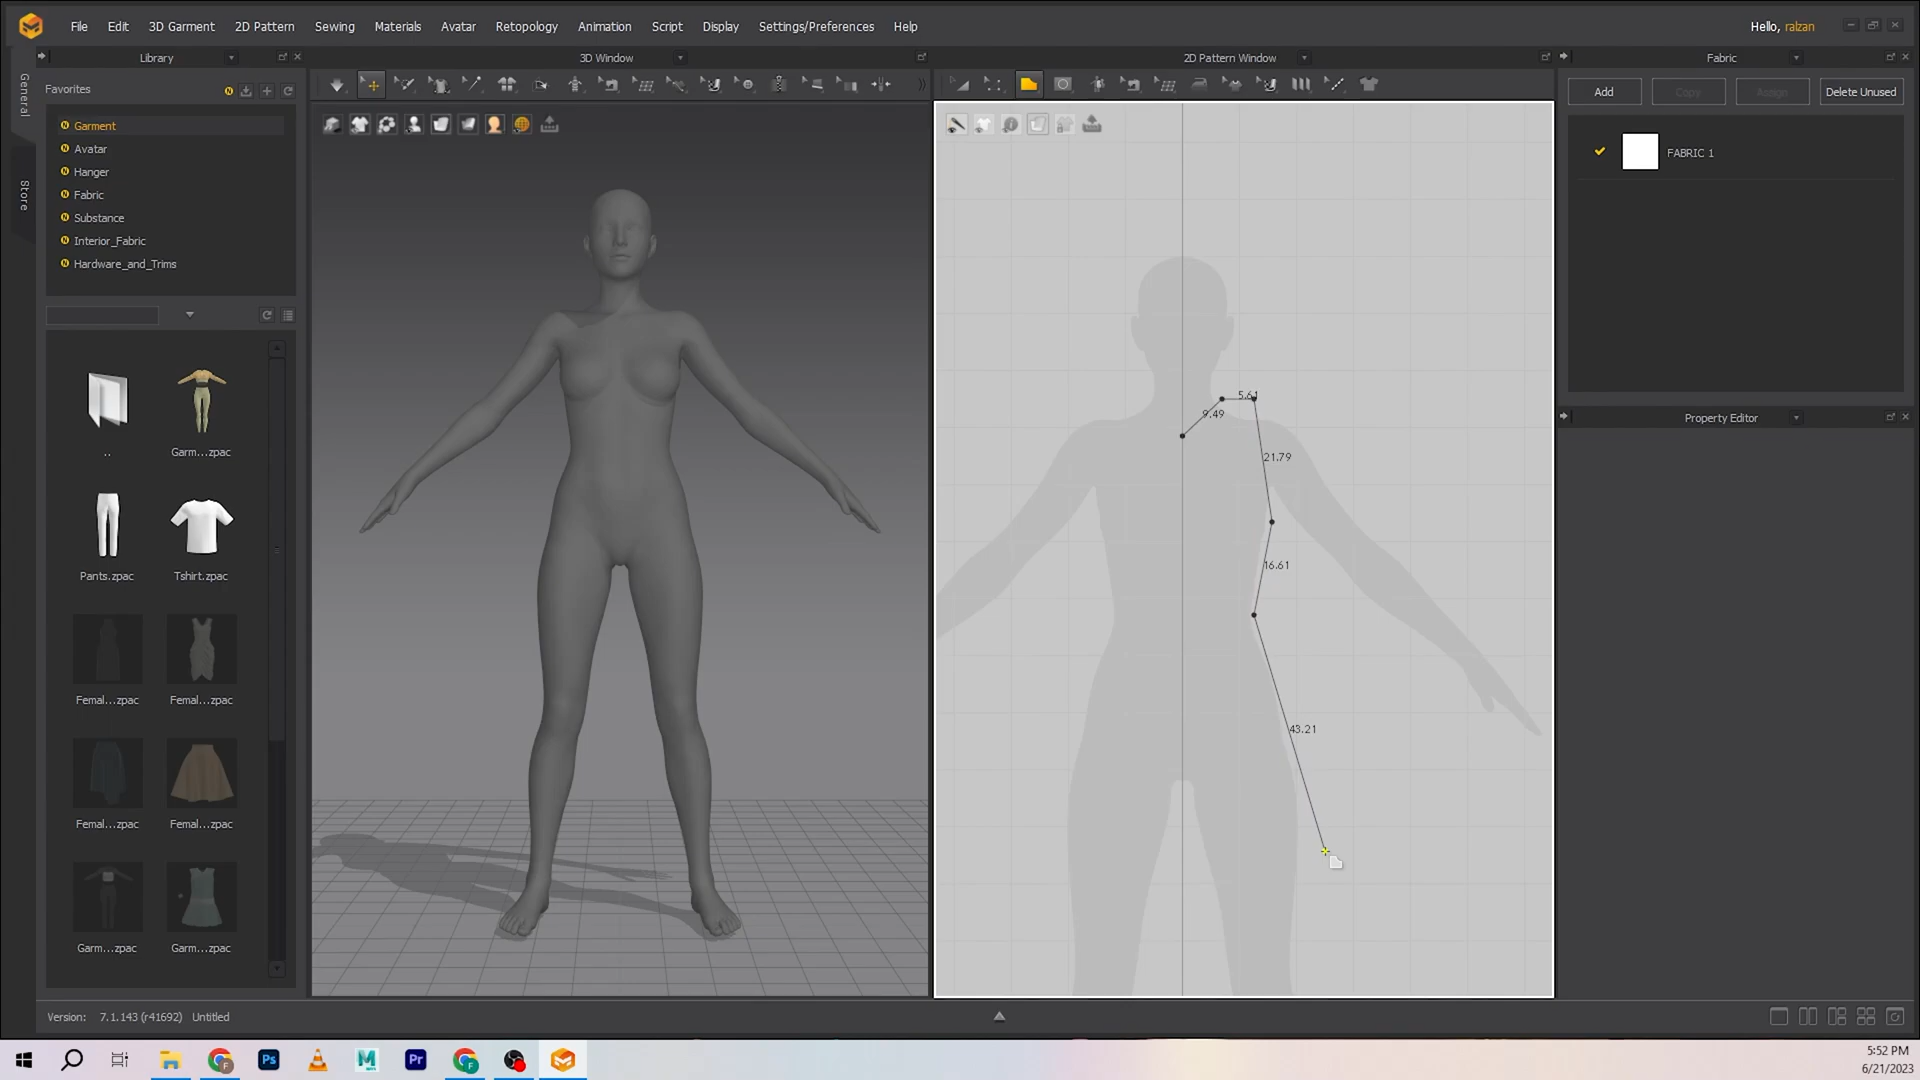 File Edit 3D Garment 2D Pattern Sewing Materials Avatar Retopology Animation Script Display Settings/Preferences Help Hello, ralzan
Library 3D Window 2D Pattern Window Fabric
General
Store
Favorites
Garment
Avatar
Hanger
Fabric
Substance
Interior_Fabric
Hardware_and_Trims
..
Garm...zpac
Pants.zpac
Tshirt.zpac
Femal...zpac
Femal...zpac
Femal...zpac
Femal...zpac
Garm...zpac
Garm...zpac
5.61
9.49
21.79
16.61
43.21
Add Copy Assign Delete Unused
FABRIC 1
Property Editor
Version: 7.1.143 (r41692) Untitled
5:52 PM
6/21/2023